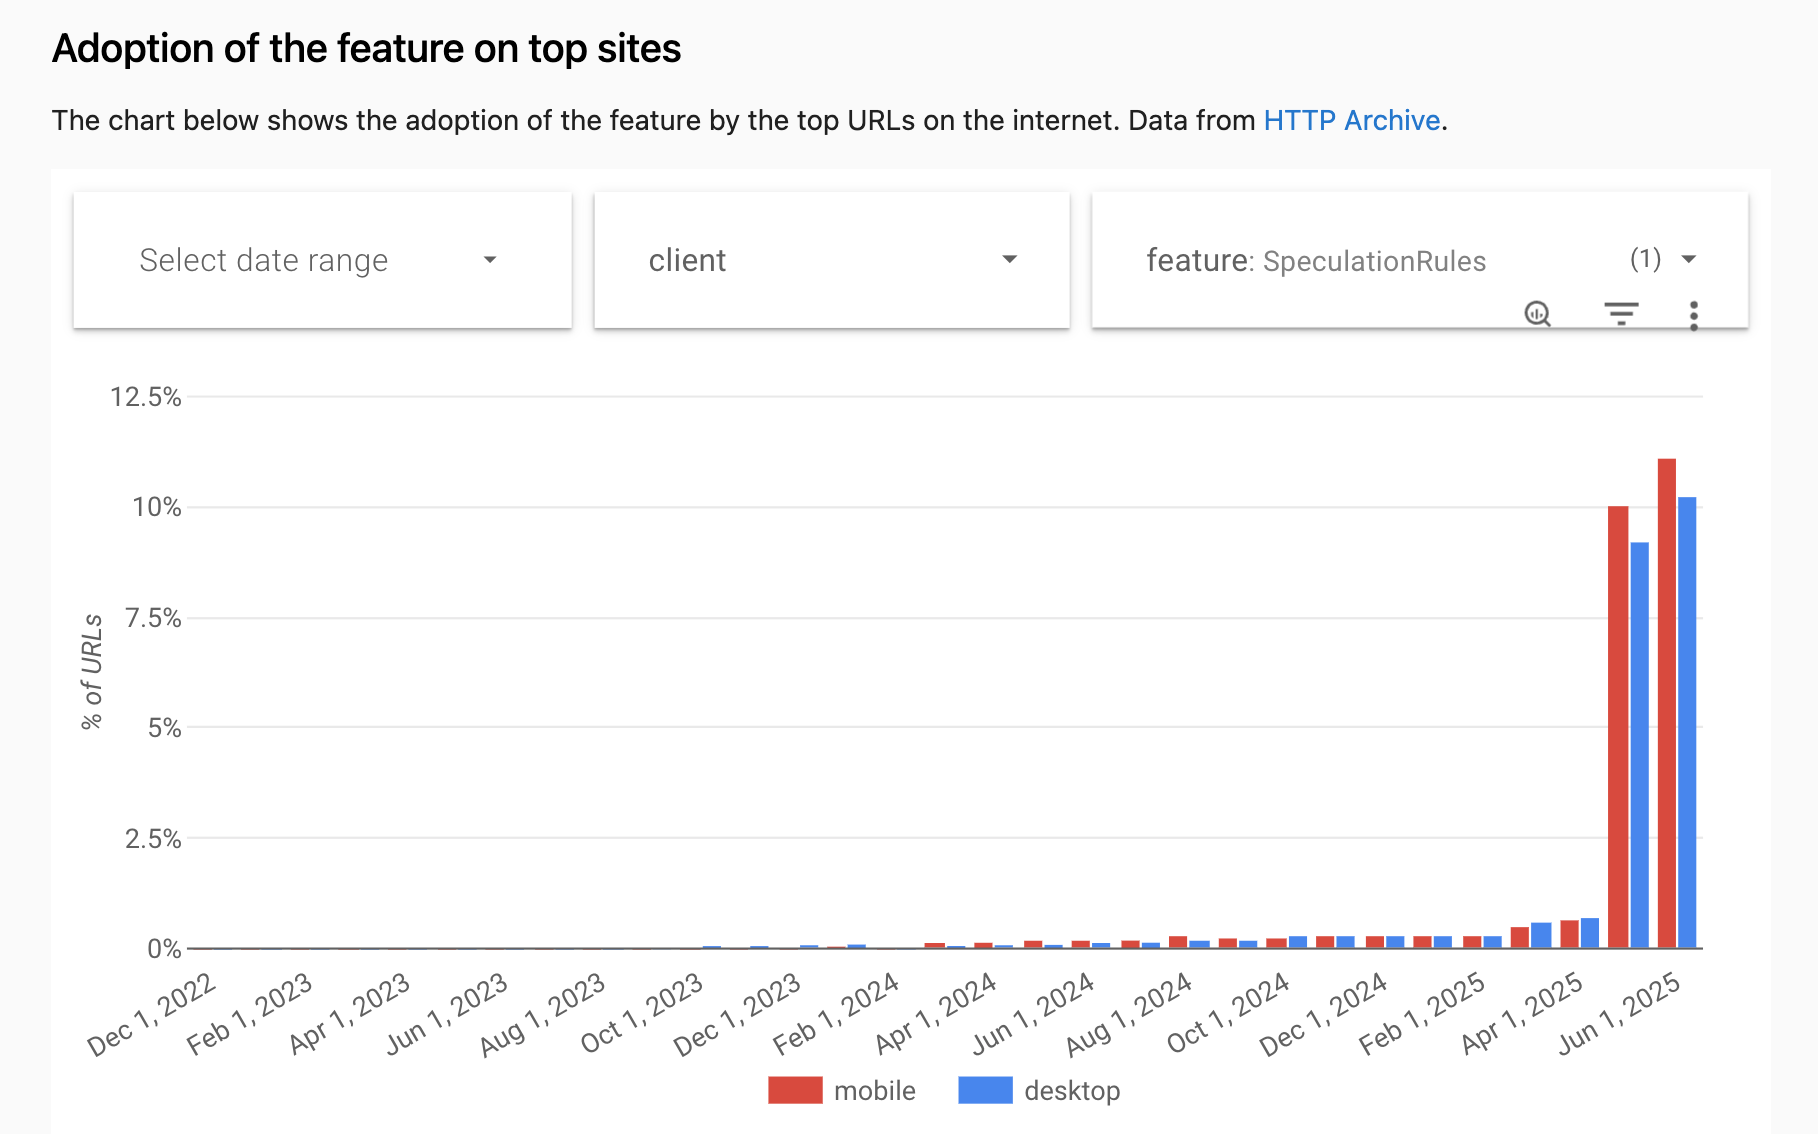 Adoption of the feature on top sites
The chart below shows the adoption of the feature by the top URLs on the internet. Data from HTTP Archive.
Select date range
client
feature: SpeculationRules (1)
12.5%
10%
7.5%
5%
2.5%
0%
% of URLs
Dec 1, 2022
Feb 1, 2023
Apr 1, 2023
Jun 1, 2023
Aug 1, 2023
Oct 1, 2023
Dec 1, 2023
Feb 1, 2024
Apr 1, 2024
Jun 1, 2024
Aug 1, 2024
Oct 1, 2024
Dec 1, 2024
Feb 1, 2025
Apr 1, 2025
Jun 1, 2025
mobile
desktop